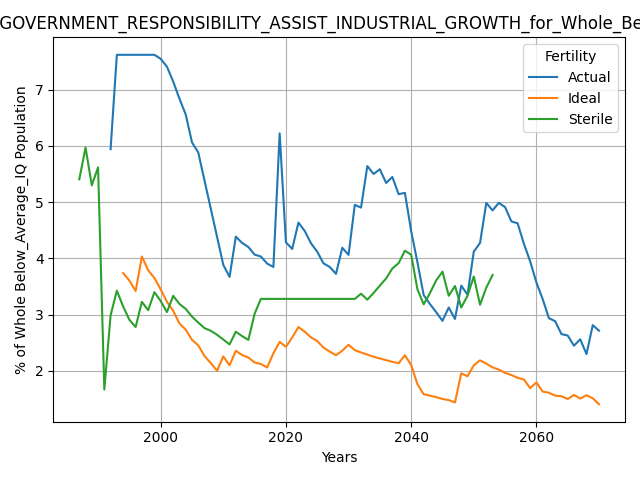 GOVERNMENT_RESPONSIBILITY_ASSIST_INDUSTRIAL_GROWTH_for_Whole_Be
% of Whole Below_Average_IQ Population
7
6
5
4
3
2
Fertility
Actual
Ideal
Sterile
2000 2020 2040 2060
Years